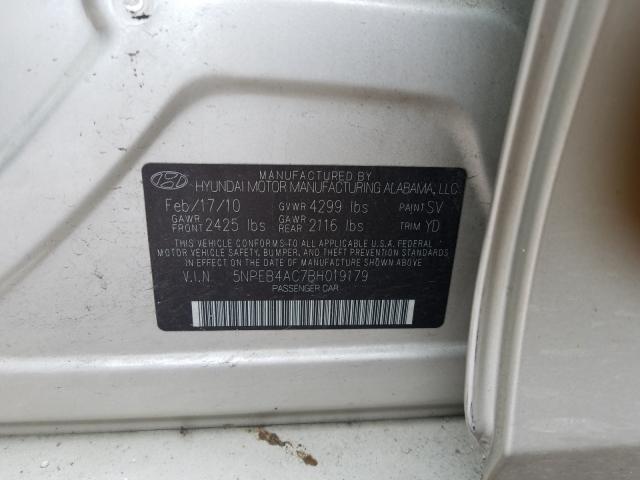 MANUFACTURED BY
HYUNDAI MOTOR MANUFACTURING ALABAMA, LLC
Feb/17/10 GVWR 4299 lbs PAINT SV
GAWR FRONT 2425 lbs GAWR REAR 2116 lbs TRIM YD
THIS VEHICLE CONFORMS TO ALL APPLICABLE U.S.A. FEDERAL
MOTOR VEHICLE SAFETY, BUMPER, AND THEFT PREVENTION STANDARDS
IN EFFECT ON THE DATE OF MANUFACTURE SHOWN ABOVE.
V.I.N 5NPEB4AC7BH019179
PASSENGER CAR